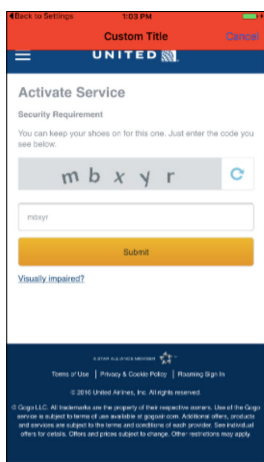 Back to Settings 1:03 PM
Custom Title Cancel
UNITED
Activate Service
Security Requirement
You can keep your shoes on for this one. Just enter the code you
see below.
m b x y r
mbxyr
Submit
Visually impaired?
A STAR ALLIANCE MEMBER
Terms of Use | Privacy & Cookie Policy | Roaming Sign In
© 2016 United Airlines, Inc. All rights reserved.
© Gogo LLC. All trademarks are the property of their respective owners. Use of the Gogo
service is subject to terms of use available at gogoair.com. Additional offers, products
and services are subject to the terms and conditions of each provider. See individual
offers for details. Offers and prices subject to change. Other restrictions may apply.